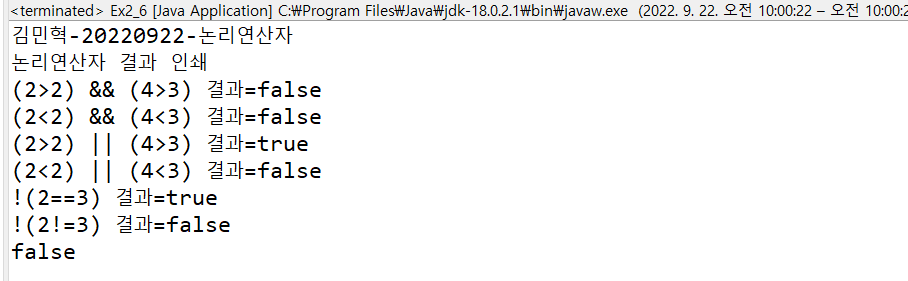 <terminated> Ex2_6 [Java Application] C:₩Program Files₩Java₩jdk-18.0.2.1₩bin₩javaw.exe (2022. 9. 22. 오전 10:00:22 – 오전 10:00:2
김민혁-20220922-논리연산자
논리연산자 결과 인쇄
(2>2) && (4>3) 결과=false
(2<2) && (4<3) 결과=false
(2>2) || (4>3) 결과=true
(2<2) || (4<3) 결과=false
!(2==3) 결과=true
!(2!=3) 결과=false
false